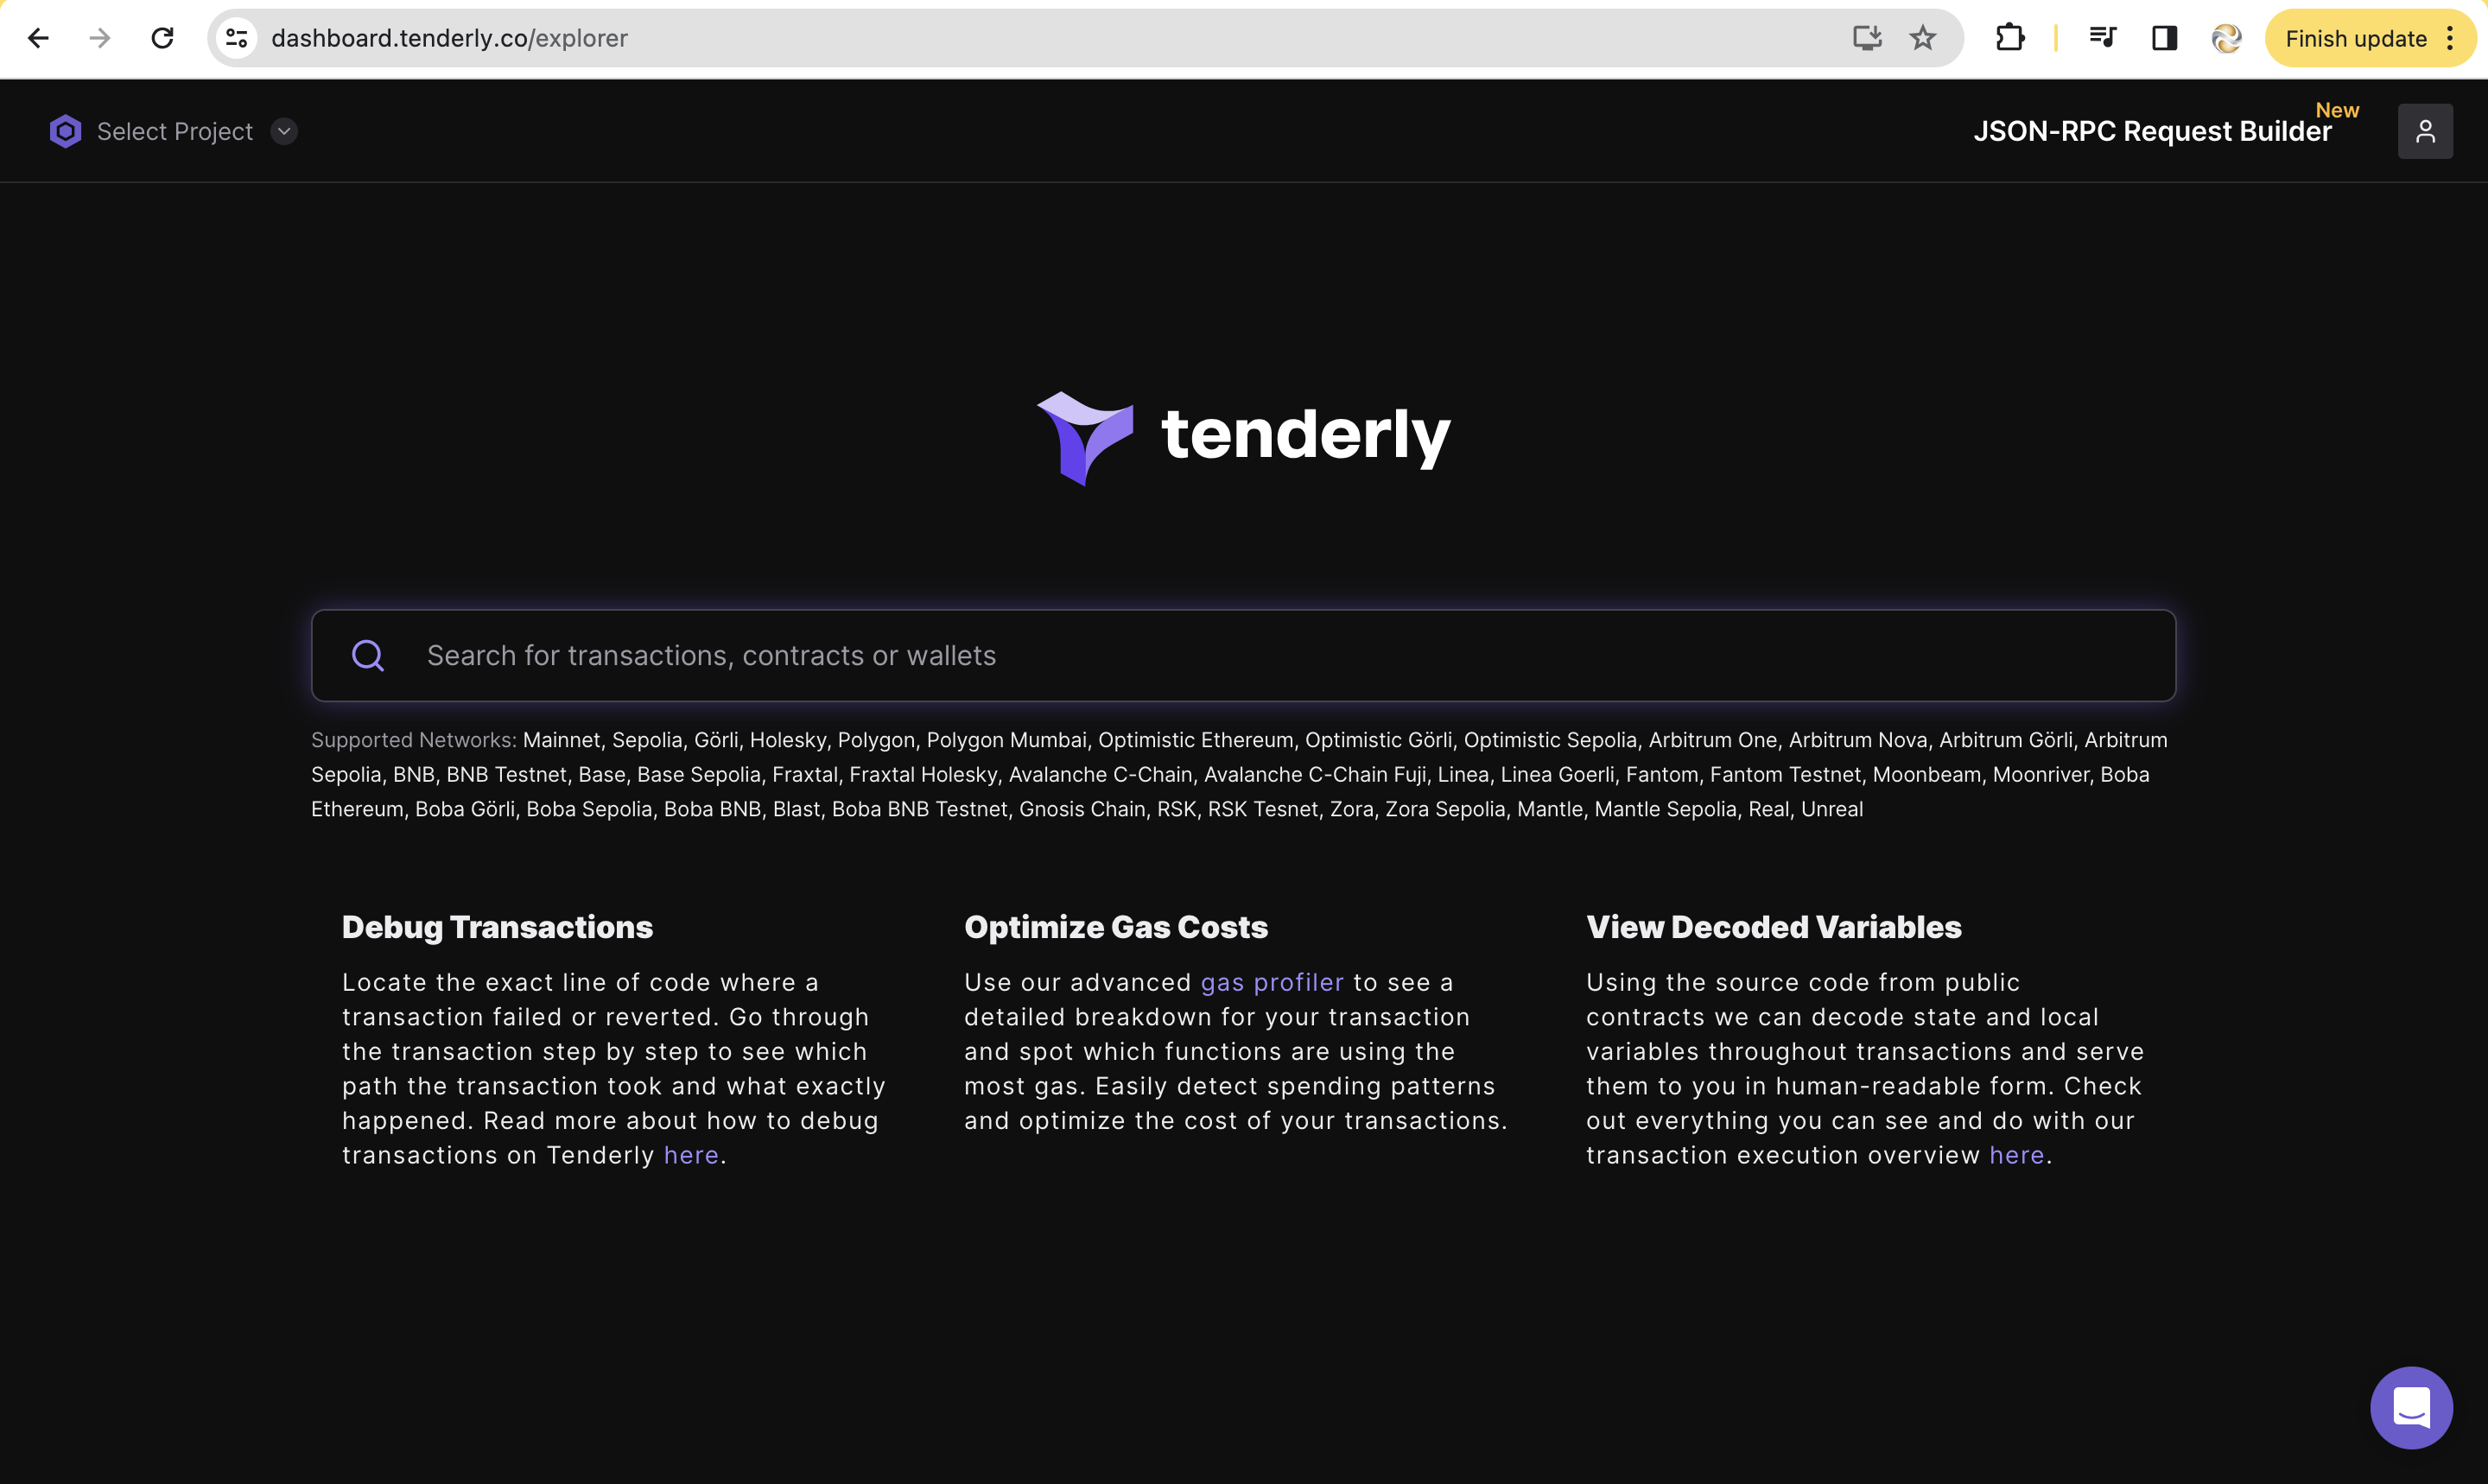 dashboard.tenderly.co/explorer
Finish update
Select Project
JSON-RPC Request Builder
New
tenderly
Search for transactions, contracts or wallets
Supported Networks: Mainnet, Sepolia, Görli, Holesky, Polygon, Polygon Mumbai, Optimistic Ethereum, Optimistic Görli, Optimistic Sepolia, Arbitrum One, Arbitrum Nova, Arbitrum Görli, Arbitrum
Sepolia, BNB, BNB Testnet, Base, Base Sepolia, Fraxtal, Fraxtal Holesky, Avalanche C-Chain, Avalanche C-Chain Fuji, Linea, Linea Goerli, Fantom, Fantom Testnet, Moonbeam, Moonriver, Boba
Ethereum, Boba Görli, Boba Sepolia, Boba BNB, Blast, Boba BNB Testnet, Gnosis Chain, RSK, RSK Tesnet, Zora, Zora Sepolia, Mantle, Mantle Sepolia, Real, Unreal
Debug Transactions
Locate the exact line of code where a
transaction failed or reverted. Go through
the transaction step by step to see which
path the transaction took and what exactly
happened. Read more about how to debug
transactions on Tenderly here.
Optimize Gas Costs
Use our advanced gas profiler to see a
detailed breakdown for your transaction
and spot which functions are using the
most gas. Easily detect spending patterns
and optimize the cost of your transactions.
View Decoded Variables
Using the source code from public
contracts we can decode state and local
variables throughout transactions and serve
them to you in human-readable form. Check
out everything you can see and do with our
transaction execution overview here.